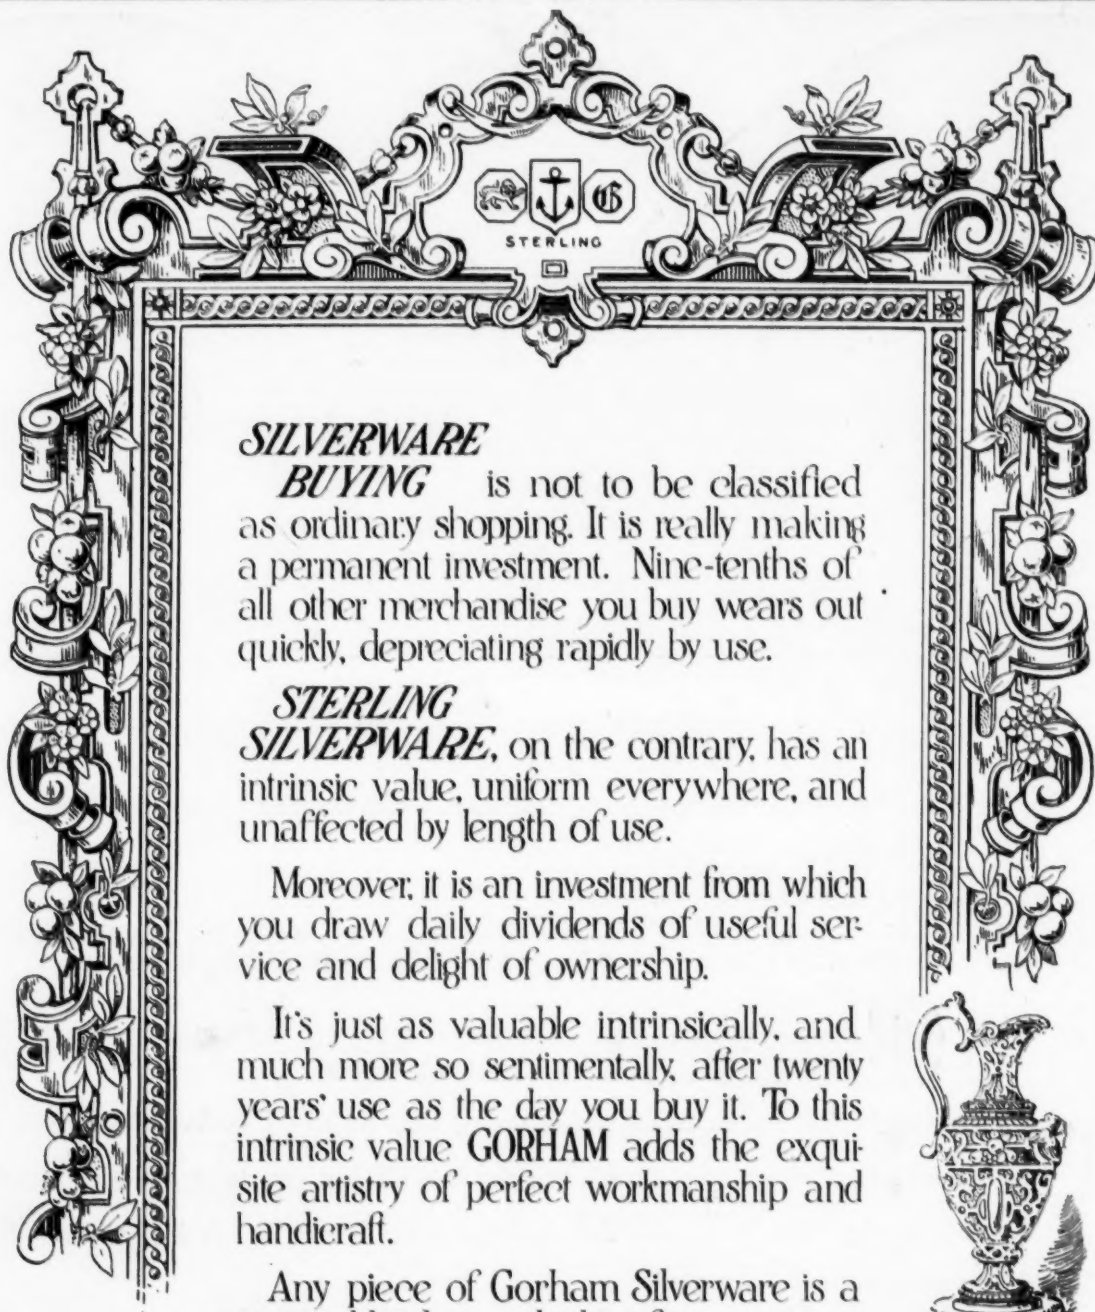 G
STERLING
SILVERWARE
BUYING is not to be classified
as ordinary shopping. It is really making
a permanent investment. Nine-tenths of
all other merchandise you buy wears out
quickly, depreciating rapidly by use.
STERLING
SILVERWARE, on the contrary, has an
intrinsic value, uniform everywhere, and
unaffected by length of use.
Moreover, it is an investment from which
you draw daily dividends of useful ser-
vice and delight of ownership.
It's just as valuable intrinsically, and
much more so sentimentally, after twenty
years' use as the day you buy it. To this
intrinsic value GORHAM adds the exqui-
site artistry of perfect workmanship and
handicraft.
Any piece of Gorham Silverware is a